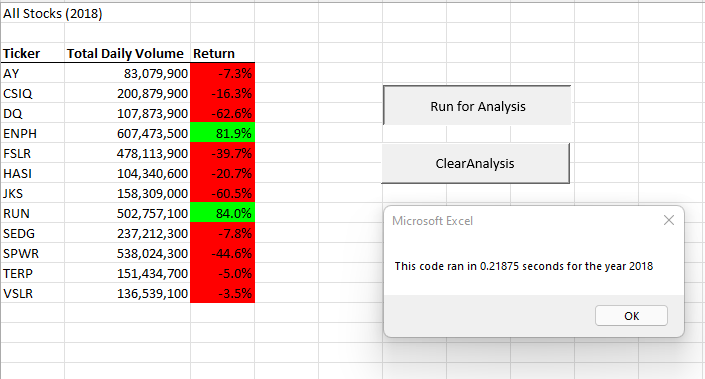 All Stocks (2018)
Ticker Total Daily Volume Return
AY 83,079,900 -7.3%
CSIQ 200,879,900 -16.3%
DQ 107,873,900 -62.6%
ENPH 607,473,500 81.9%
FSLR 478,113,900 -39.7%
HASI 104,340,600 -20.7%
JKS 158,309,000 -60.5%
RUN 502,757,100 84.0%
SEDG 237,212,300 -7.8%
SPWR 538,024,300 -44.6%
TERP 151,434,700 -5.0%
VSLR 136,539,100 -3.5%
Run for Analysis
ClearAnalysis
Microsoft Excel
This code ran in 0.21875 seconds for the year 2018
OK